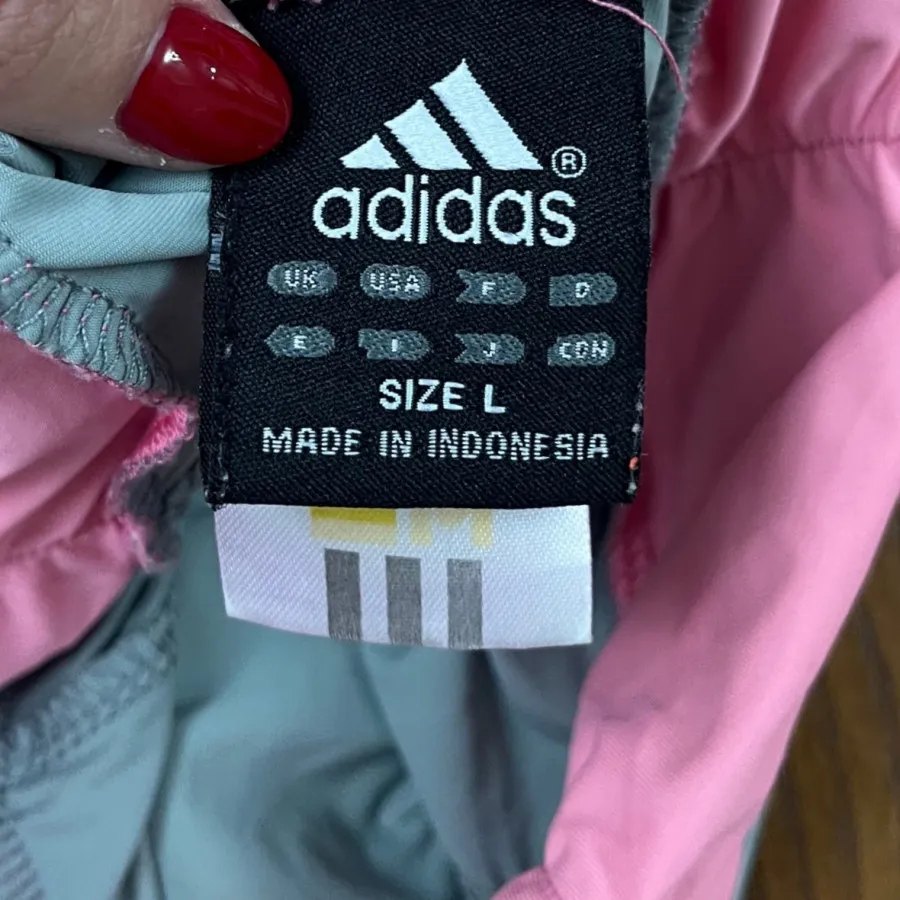 adidas®
UK USA F D
E I J CDN
SIZE L
MADE IN INDONESIA